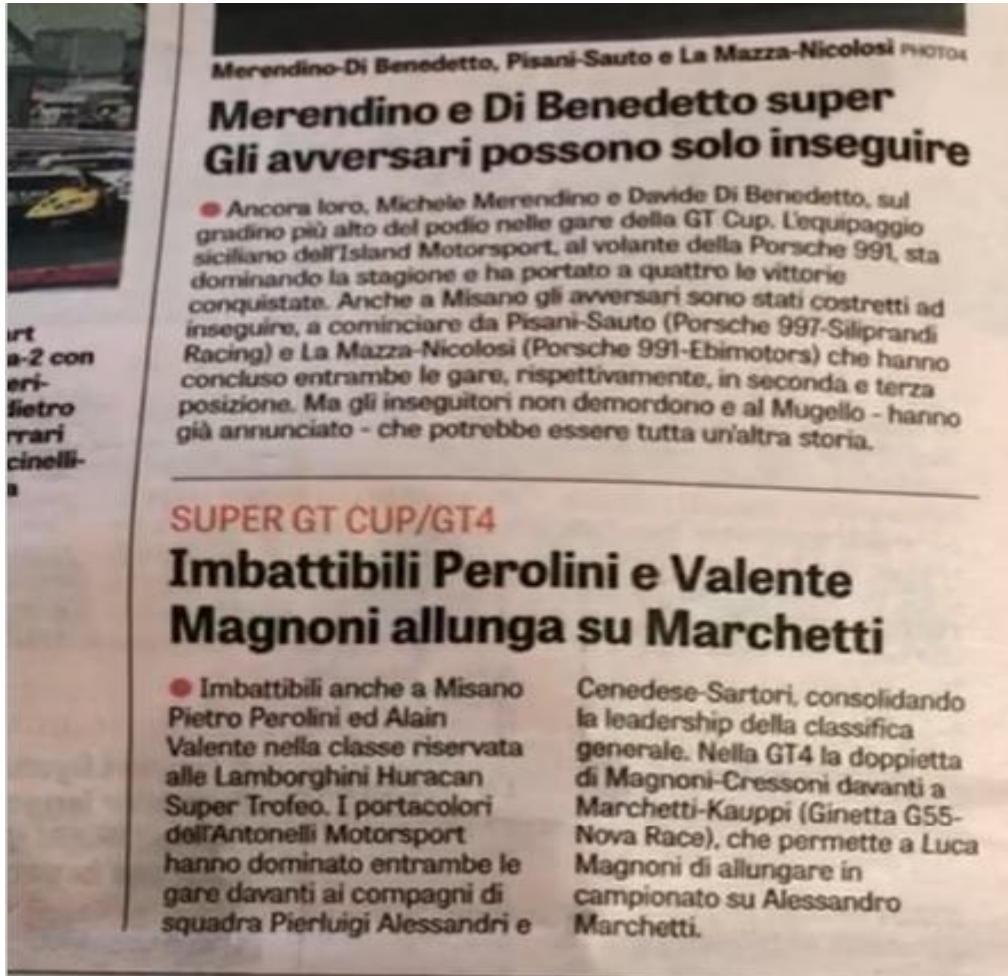 Merendino-Di Benedetto, Pisani-Sauto e La Mazza-Nicolosi PHOTO4
Merendino e Di Benedetto super
Gli avversari possono solo inseguire
● Ancora loro, Michele Merendino e Davide Di Benedetto, sul
gradino più alto del podio nelle gare della GT Cup. L'equipaggio
siciliano dell'Island Motorsport, al volante della Porsche 991, sta
dominando la stagione e ha portato a quattro le vittorie
conquistate. Anche a Misano gli avversari sono stati costretti ad
inseguire, a cominciare da Pisani-Sauto (Porsche 997-Siliprandi
Racing) e La Mazza-Nicolosi (Porsche 991-Ebimotors) che hanno
concluso entrambe le gare, rispettivamente, in seconda e terza
posizione. Ma gli inseguitori non demordono e al Mugello - hanno
già annunciato - che potrebbe essere tutta un'altra storia.
rt
a-2 con
eri-
dietro
rrari
cinelli-
a
SUPER GT CUP/GT4
Imbattibili Perolini e Valente
Magnoni allunga su Marchetti
● Imbattibili anche a Misano
Pietro Perolini ed Alain
Valente nella classe riservata
alle Lamborghini Huracan
Super Trofeo. I portacolori
dell'Antonelli Motorsport
hanno dominato entrambe le
gare davanti ai compagni di
squadra Pierluigi Alessandri e
Cenedese-Sartori, consolidando
la leadership della classifica
generale. Nella GT4 la doppietta
di Magnoni-Cressoni davanti a
Marchetti-Kauppi (Ginetta G55-
Nova Race), che permette a Luca
Magnoni di allungare in
campionato su Alessandro
Marchetti.